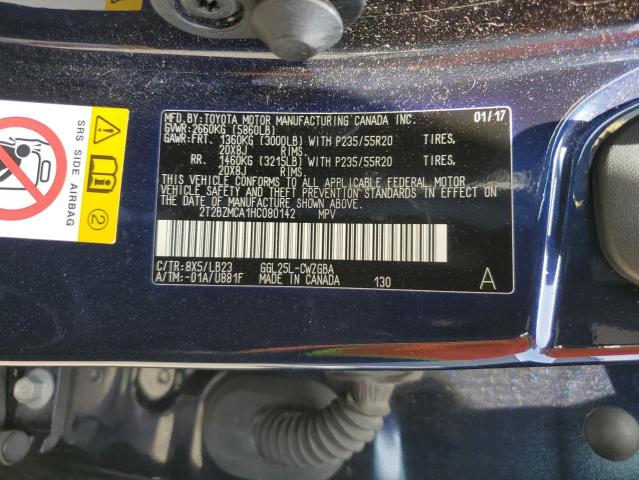 MFD.BY:TOYOTA MOTOR MANUFACTURING CANADA INC. 01/17
GVWR:2660KG (5860LB)
GAWR:FRT. 1360KG (3000LB) WITH P235/55R20 TIRES,
20X8J RIMS.
RR. 1460KG (3215LB) WITH P235/55R20 TIRES,
20X8J RIMS.
THIS VEHICLE CONFORMS TO ALL APPLICABLE FEDERAL MOTOR
VEHICLE SAFETY AND THEFT PREVENTION STANDARDS IN EFFECT
ON THE DATE OF MANUFACTURE SHOWN ABOVE.
2T2BZMCA1HC080142 MPV
C/TR:8X5/LB23 GGL25L-CWZGBA
A/TM:-01A/U881F MADE IN CANADA 130 A
SRS SIDE AIRBAG
2